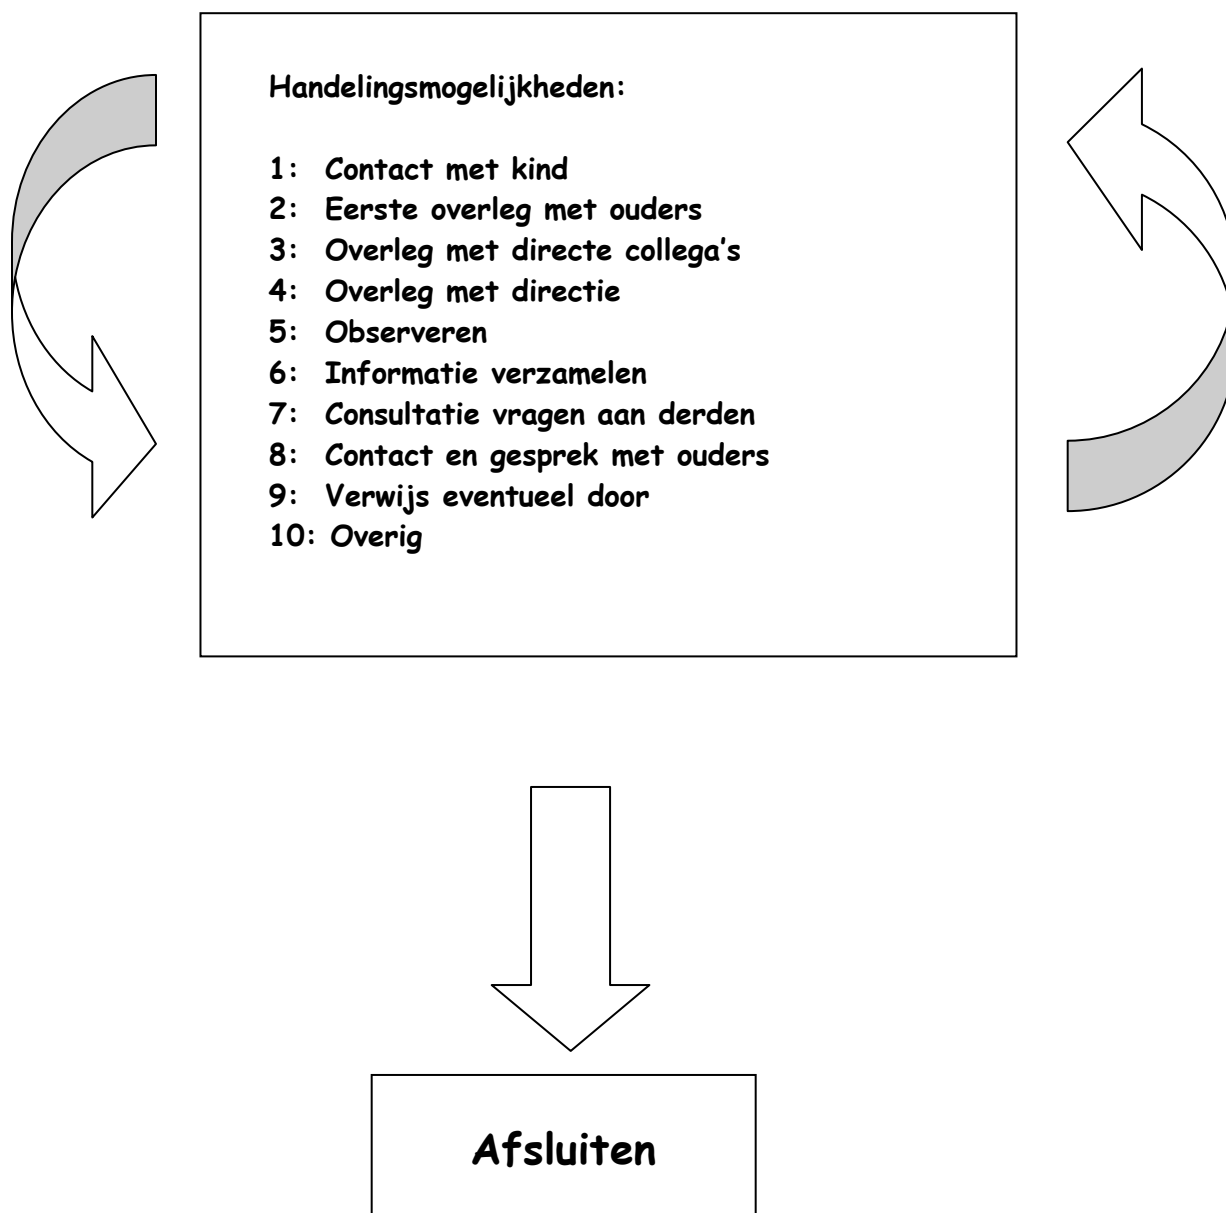 Handelingsmogelijkheden:
1: Contact met kind
2: Eerste overleg met ouders
3: Overleg met directe collega's
4: Overleg met directie
5: Observeren
6: Informatie verzamelen
7: Consultatie vragen aan derden
8: Contact en gesprek met ouders
9: Verwijs eventueel door
10: Overig
Afsluiten